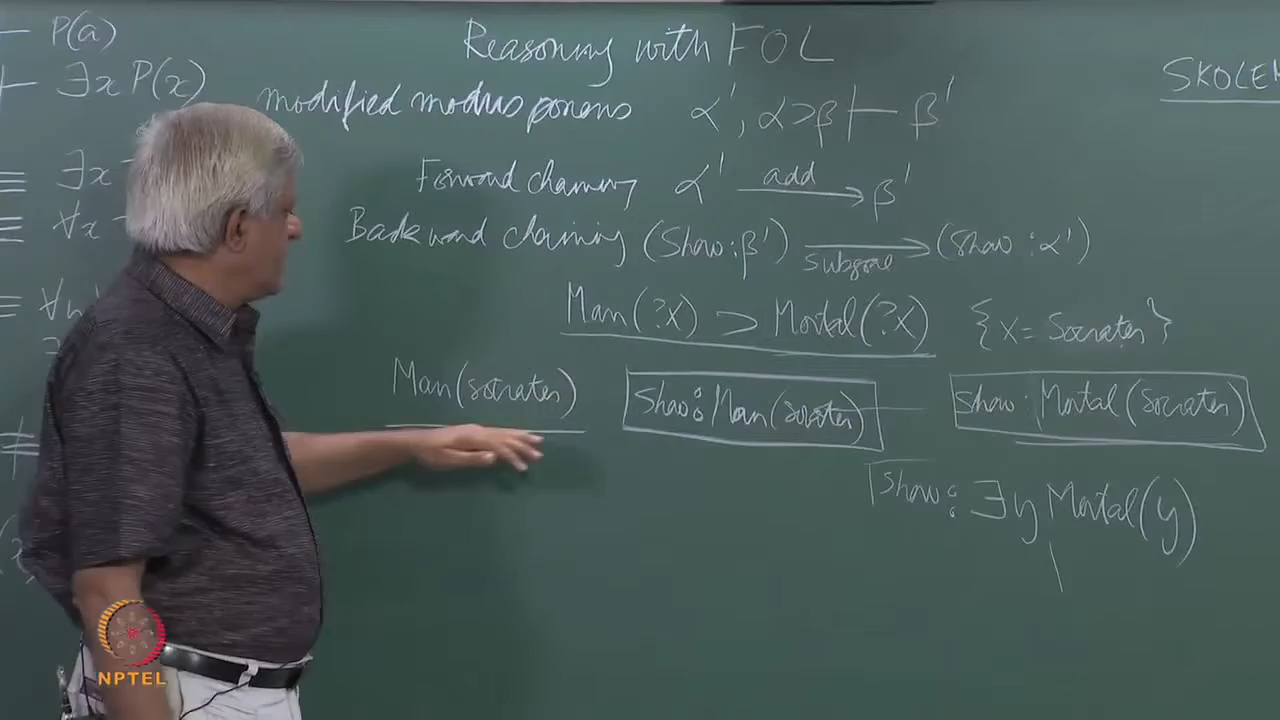 ⊢ P(a)
Reasoning with FOL
⊢ ∃x P(x)
SKOLEM
modified modus ponens α', α⊃β ⊢ β'
≡ ∃x ¬
Forward chaining α' add → β'
≡ ∀x ¬
Backward chaining (Show:β') subgoal → (Show:α')
≡
Man(?X) ⊃ Mortal(?X) {X = Socrates}
Man(Socrates) Show: Man(Socrates) Show: Mortal(Socrates)
≢
Show: ∃y Mortal(y)
NPTEL